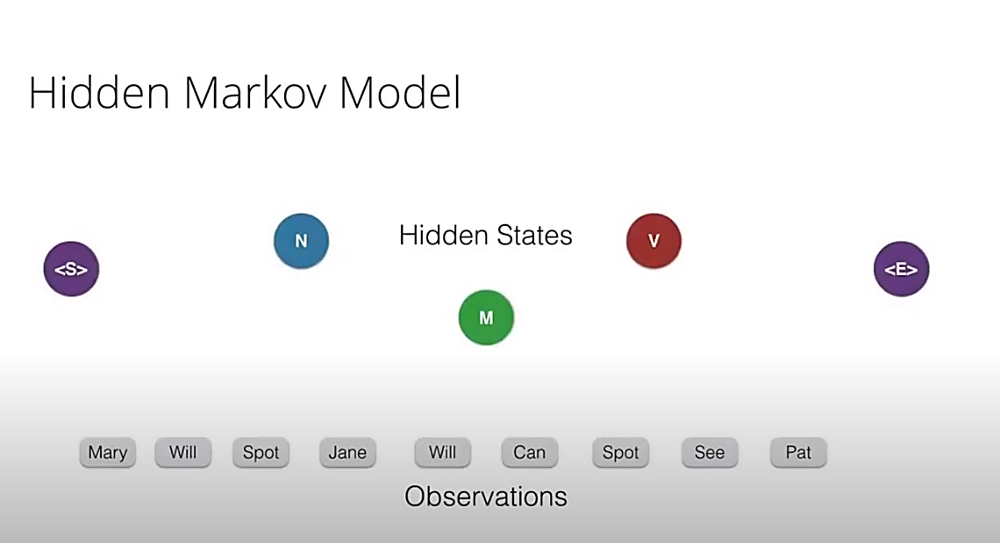 Hidden Markov Model
N Hidden States V
<S> <E>
M
Mary Will Spot Jane Will Can Spot See Pat
Observations